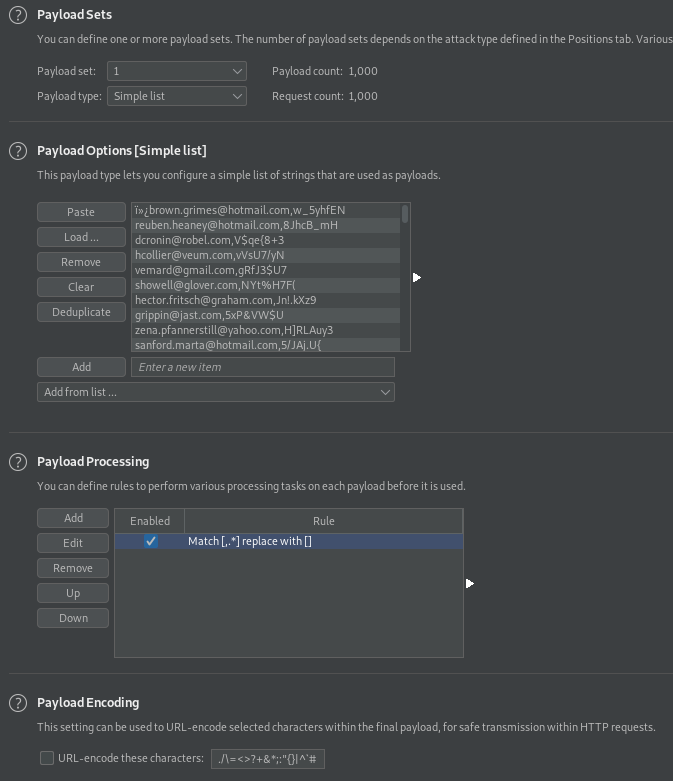 ? Payload Sets
You can define one or more payload sets. The number of payload sets depends on the attack type defined in the Positions tab. Various
Payload set: 1 Payload count: 1,000
Payload type: Simple list Request count: 1,000
? Payload Options [Simple list]
This payload type lets you configure a simple list of strings that are used as payloads.
Paste
Load ...
Remove
Clear
Deduplicate
ï»¿brown.grimes@hotmail.com,w_5yhfEN
reuben.heaney@hotmail.com,8JhcB_mH
dcronin@robel.com,V$qe{8+3
hcollier@veum.com,vVsU7/yN
vemard@gmail.com,gRfJ3$U7
showell@glover.com,NYt%H7F(
hector.fritsch@graham.com,Jn!.kXz9
grippin@jast.com,5xP&VW$U
zena.pfannerstill@yahoo.com,H]RLAuy3
sanford.marta@hotmail.com,5/JAj.U{
Add Enter a new item
Add from list ...
? Payload Processing
You can define rules to perform various processing tasks on each payload before it is used.
Add
Edit
Remove
Up
Down
Enabled Rule
Match [,.*] replace with []
? Payload Encoding
This setting can be used to URL-encode selected characters within the final payload, for safe transmission within HTTP requests.
URL-encode these characters: ./\=<>?+&*;:"{}|^`#